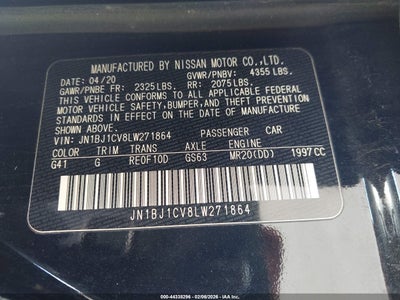 MANUFACTURED BY NISSAN MOTOR CO.,LTD.
DATE: 04/20 GVWR/PNBV: 4355 LBS.
GAWR/PNBE FR: 2325 LBS. RR: 2075 LBS.
THIS VEHICLE CONFORMS TO ALL APPLICABLE FEDERAL
MOTOR VEHICLE SAFETY, BUMPER, AND THEFT PREVENTION
STANDARDS IN EFFECT ON THE DATE OF MANUFACTURE
SHOWN ABOVE.
VIN: JN1BJ1CV8LW271864 PASSENGER CAR
COLOR TRIM TRANS AXLE ENGINE
G41 G RE0F10D GS63 MR20(DD) 1997 CC
JN1BJ1CV8LW271864
000-44338296 - 02/06/2026 - IAAI